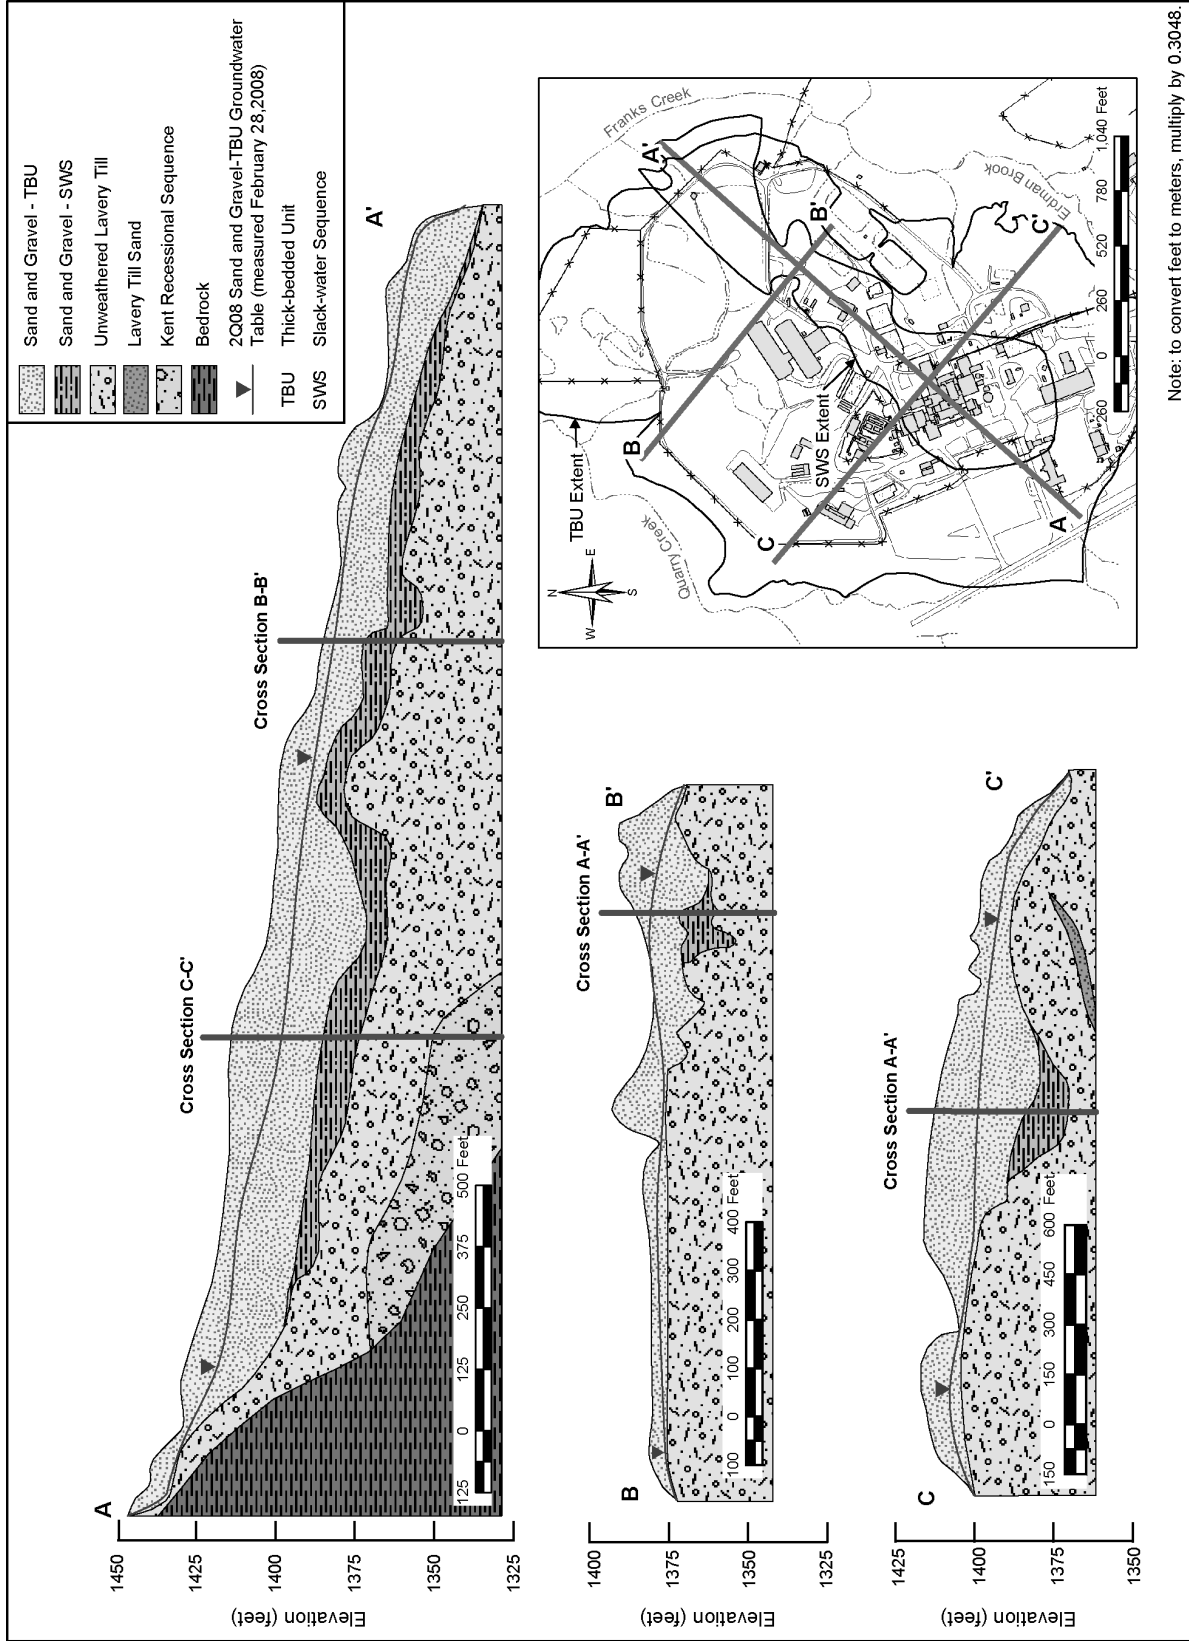 Sand and Gravel - TBU
Sand and Gravel - SWS
Unweathered Lavery Till
Lavery Till Sand
Kent Recessional Sequence
Bedrock
2Q08 Sand and Gravel-TBU Groundwater
Table (measured February 28,2008)
TBU Thick-bedded Unit
SWS Slack-water Sequence
A
A'
Cross Section C-C'
Cross Section B-B'
Elevation (feet)
1450
1425
1400
1375
1350
1325
125 0 125 250 375 500 Feet
B
B'
Cross Section A-A'
Elevation (feet)
1400
1375
1350
1325
100 0 100 200 300 400 Feet
C
C'
Cross Section A-A'
Elevation (feet)
1425
1400
1375
1350
150 0 150 300 450 600 Feet
N
E
S
W
TBU Extent
Quarry Creek
Franks Creek
Erdman Brook
SWS Extent
A
A'
B
B'
C
C'
260 0 260 520 780 1,040 Feet
Note: to convert feet to meters, multiply by 0.3048.